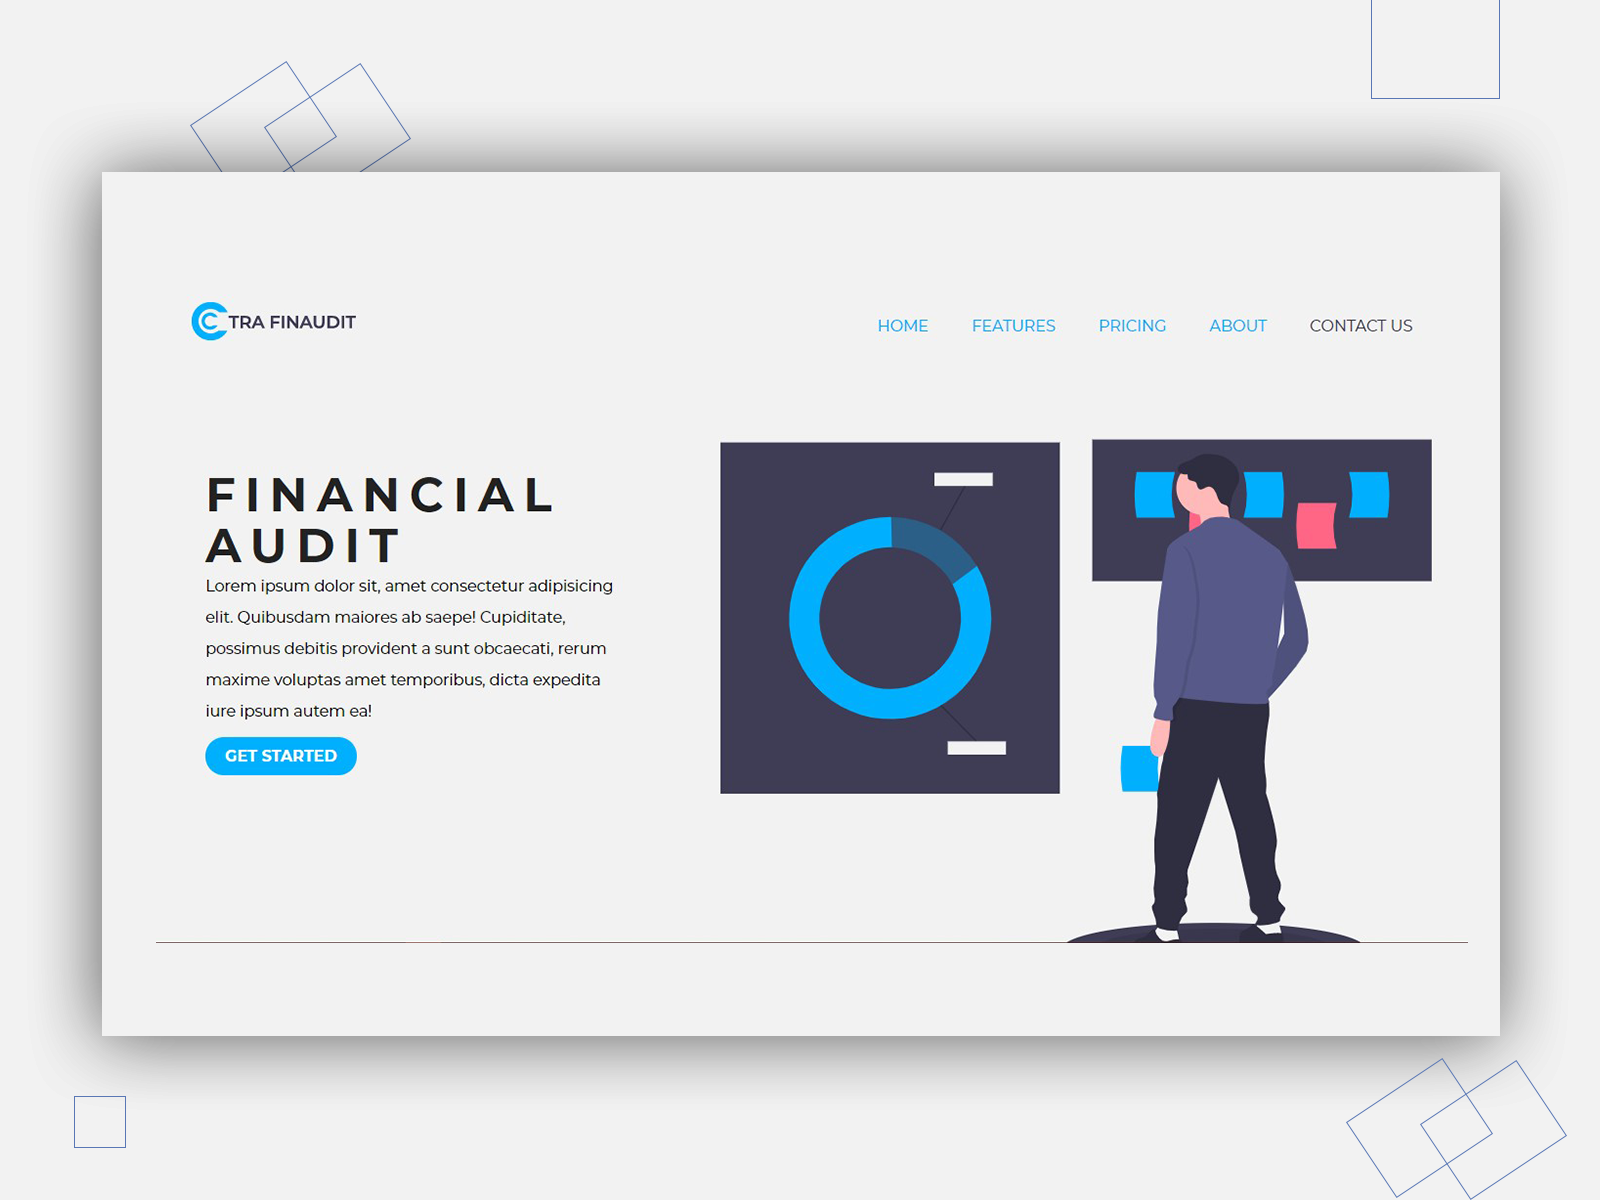 TRA FINAUDIT
HOME FEATURES PRICING ABOUT CONTACT US
FINANCIAL
AUDIT
Lorem ipsum dolor sit, amet consectetur adipisicing
elit. Quibusdam maiores ab saepe! Cupiditate,
possimus debitis provident a sunt obcaecati, rerum
maxime voluptas amet temporibus, dicta expedita
iure ipsum autem ea!
GET STARTED